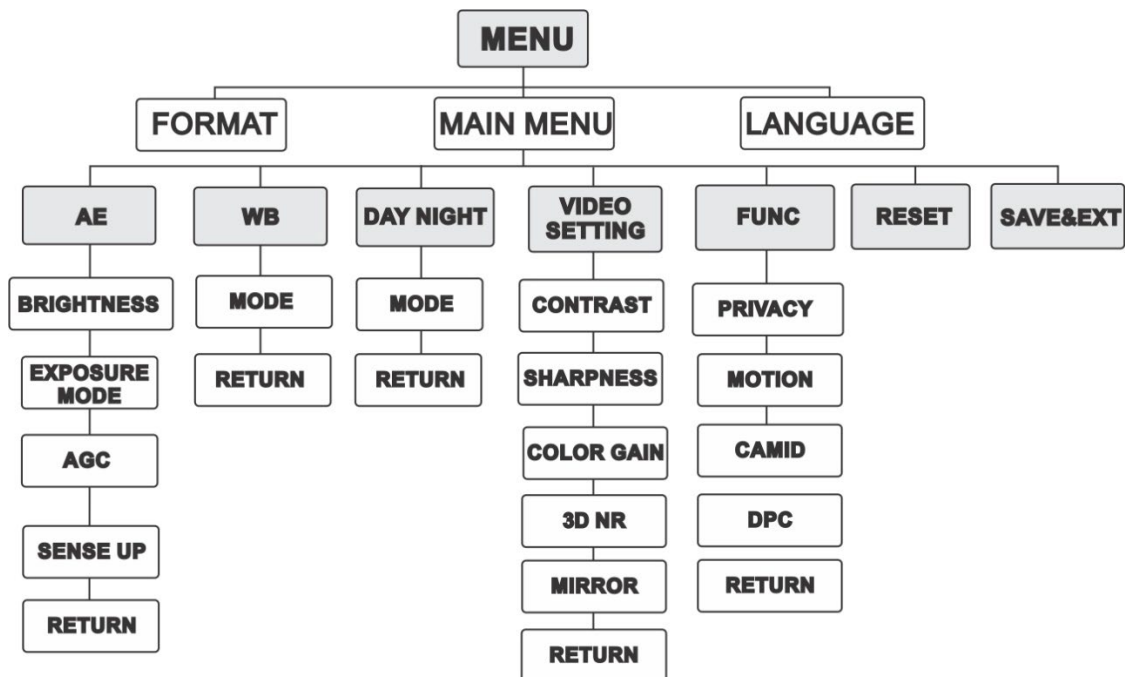 MENU
FORMAT
MAIN MENU
LANGUAGE
AE
WB
DAY NIGHT
VIDEO
SETTING
FUNC
RESET
SAVE&EXT
BRIGHTNESS
EXPOSURE
MODE
AGC
SENSE UP
RETURN
MODE
RETURN
MODE
RETURN
CONTRAST
SHARPNESS
COLOR GAIN
3D NR
MIRROR
RETURN
PRIVACY
MOTION
CAMID
DPC
RETURN